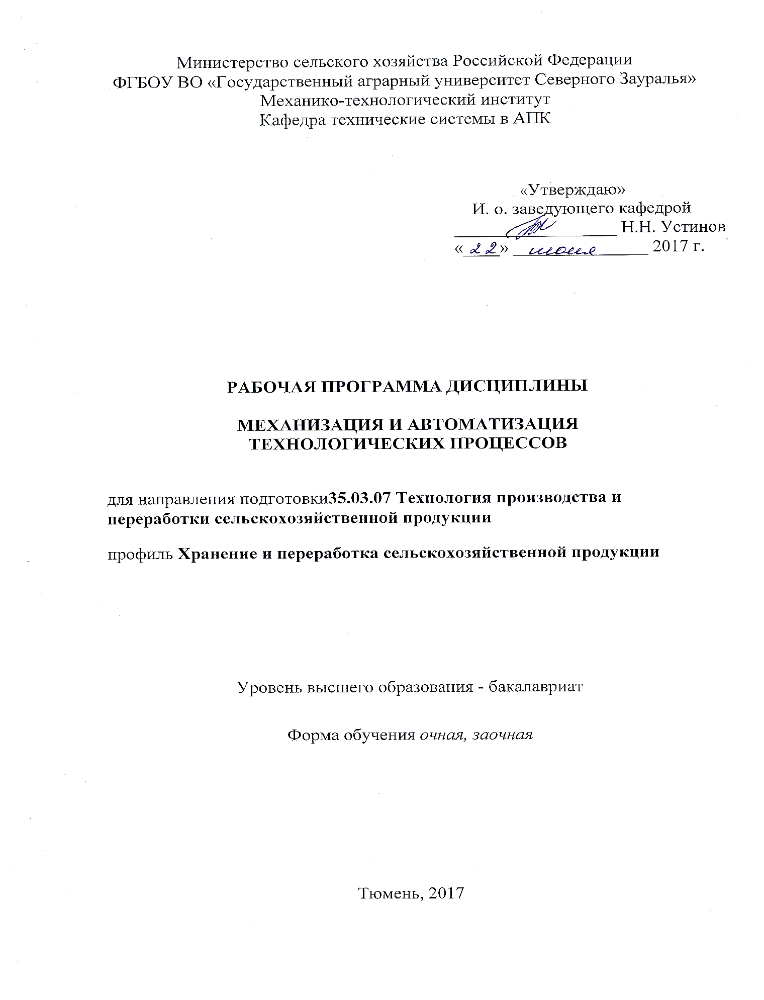 Министерство сельского хозяйства Российской Федерации
ФГБОУ ВО «Государственный аграрный университет Северного Зауралья»
Механико-технологический институт
Кафедра технические системы в АПК
«Утверждаю»
И. о. заведующего кафедрой
Н.Н. Устинов
«22» июня 2017 г.
РАБОЧАЯ ПРОГРАММА ДИСЦИПЛИНЫ
МЕХАНИЗАЦИЯ И АВТОМАТИЗАЦИЯ
ТЕХНОЛОГИЧЕСКИХ ПРОЦЕССОВ
для направления подготовки35.03.07 Технология производства и
переработки сельскохозяйственной продукции
профиль Хранение и переработка сельскохозяйственной продукции
Уровень высшего образования - бакалавриат
Форма обучения очная, заочная
Тюмень, 2017